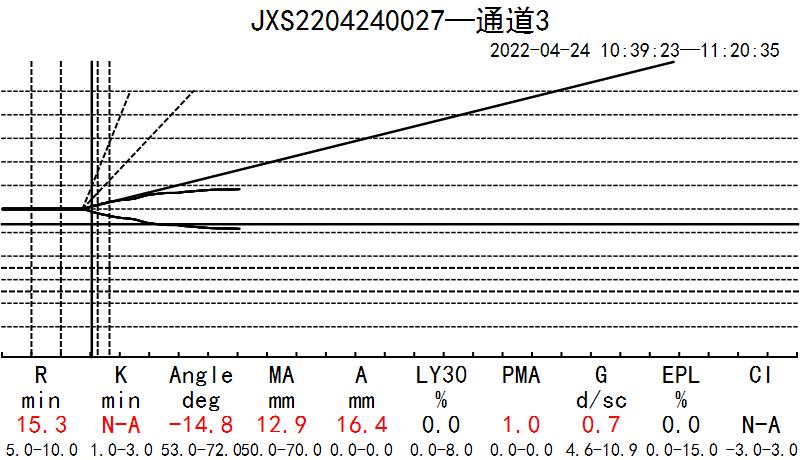 JXS2204240027—通道3
2022-04-24 10:39:23—11:20:35
R K Angle MA A LY30 PMA G EPL CI
min min deg mm mm % d/sc %
15.3 N-A -14.8 12.9 16.4 0.0 1.0 0.7 0.0 N-A
5.0-10.0 1.0-3.0 53.0-72.0 50.0-70.0 0.0-0.0 0.0-8.0 0.0-0.0 4.6-10.9 0.0-15.0 -3.0-3.0